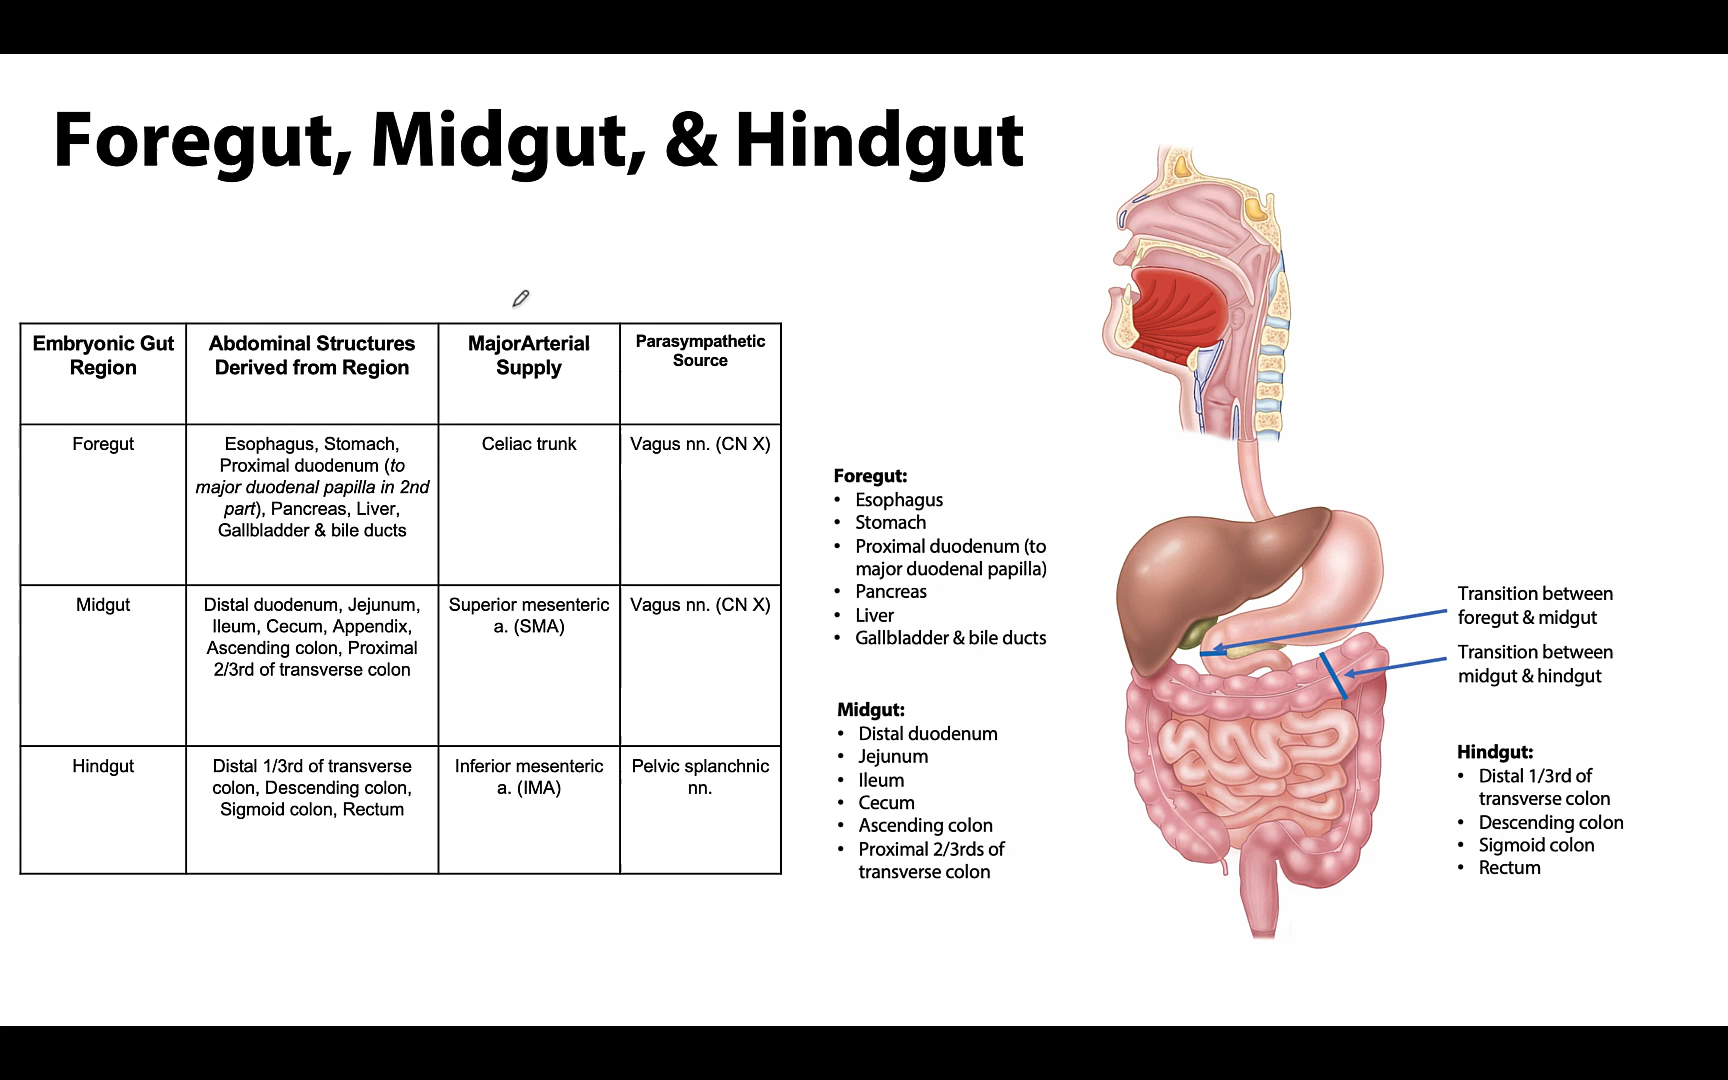 Foregut, Midgut, & Hindgut
Embryonic Gut
Region
Abdominal Structures
Derived from Region
MajorArterial
Supply
Parasympathetic
Source
Foregut
Esophagus, Stomach,
Proximal duodenum (to
major duodenal papilla in 2nd
part), Pancreas, Liver,
Gallbladder & bile ducts
Celiac trunk
Vagus nn. (CN X)
Midgut
Distal duodenum, Jejunum,
Ileum, Cecum, Appendix,
Ascending colon, Proximal
2/3rd of transverse colon
Superior mesenteric
a. (SMA)
Vagus nn. (CN X)
Hindgut
Distal 1/3rd of transverse
colon, Descending colon,
Sigmoid colon, Rectum
Inferior mesenteric
a. (IMA)
Pelvic splanchnic
nn.
Foregut:
• Esophagus
• Stomach
• Proximal duodenum (to
major duodenal papilla)
• Pancreas
• Liver
• Gallbladder & bile ducts
Midgut:
• Distal duodenum
• Jejunum
• Ileum
• Cecum
• Ascending colon
• Proximal 2/3rds of
transverse colon
Transition between
foregut & midgut
Transition between
midgut & hindgut
Hindgut:
• Distal 1/3rd of
transverse colon
• Descending colon
• Sigmoid colon
• Rectum